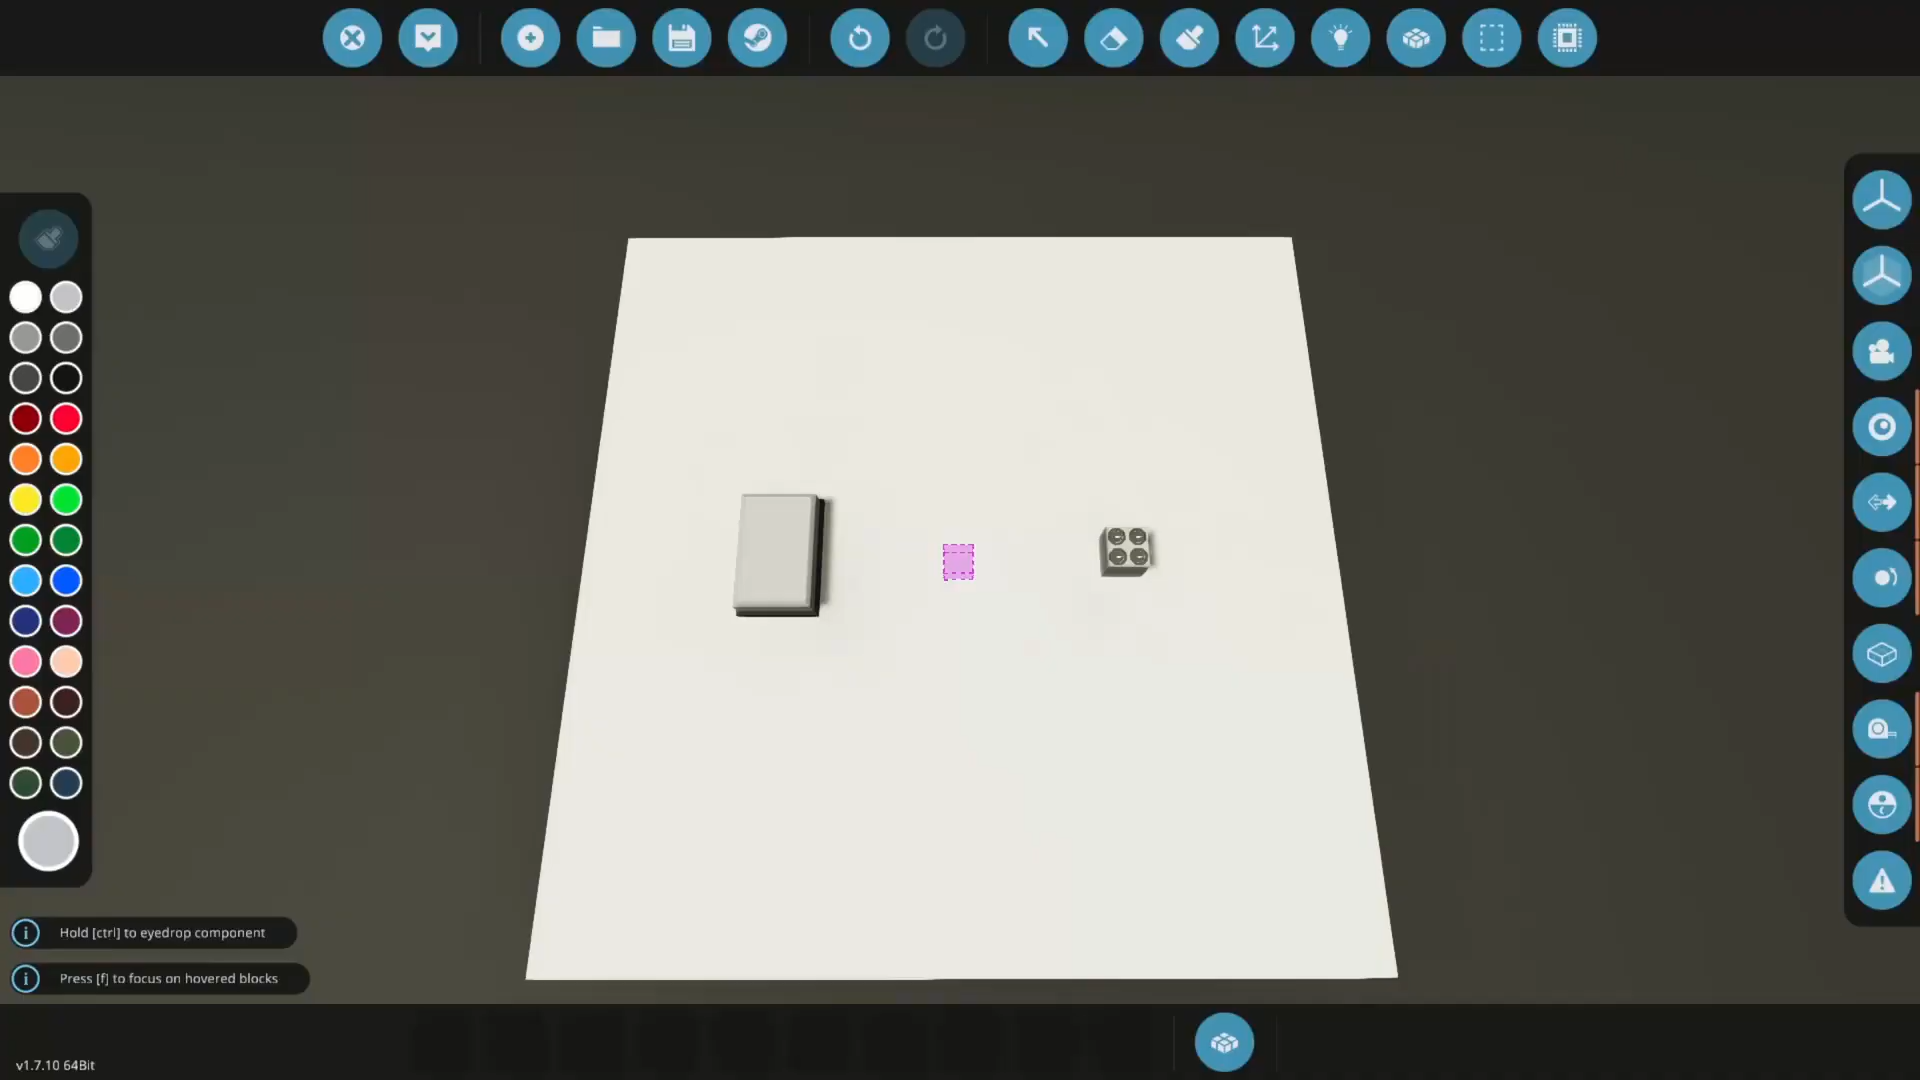 Hold [ctrl] to eyedrop component
Press [f] to focus on hovered blocks
v1.7.10 64Bit